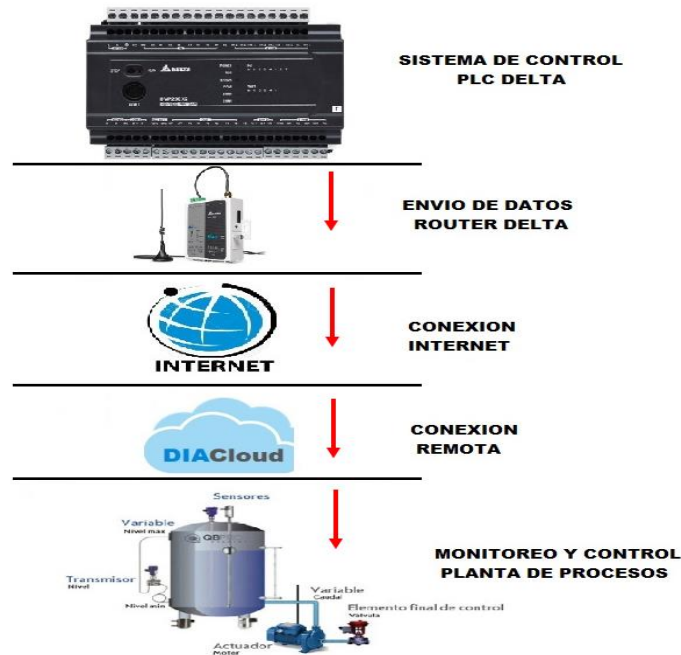 DELTA
SISTEMA DE CONTROL
PLC DELTA
ENVIO DE DATOS
ROUTER DELTA
INTERNET
CONEXION
INTERNET
DIACloud
CONEXION
REMOTA
Sensores
Variable
Nivel max
Transmisor
Nivel
Nivel min
Variable
Caudal
Elemento final de control
Valvula
Actuador
Motor
MONITOREO Y CONTROL
PLANTA DE PROCESOS